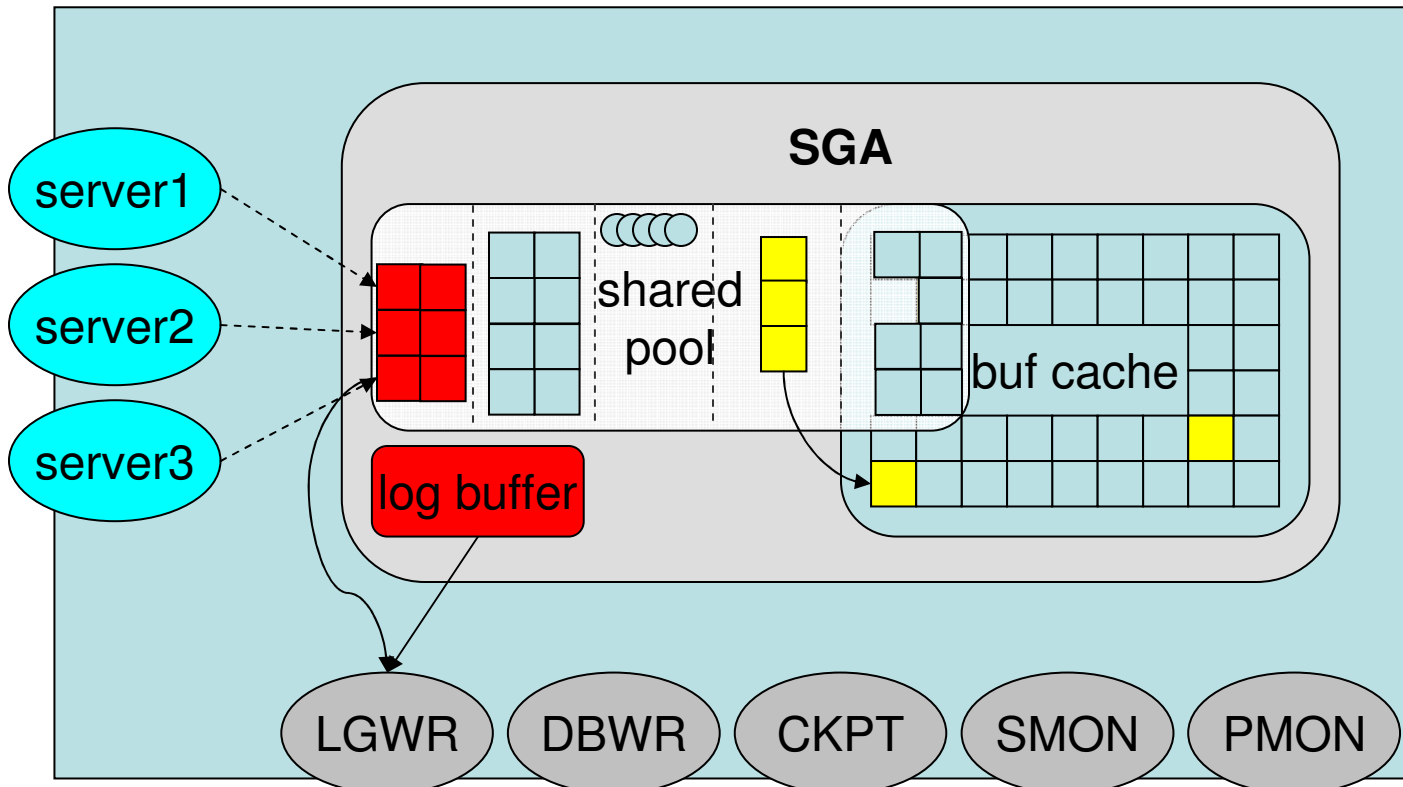 SGA
server1
server2
server3
shared
pool
buf cache
log buffer
LGWR
DBWR
CKPT
SMON
PMON